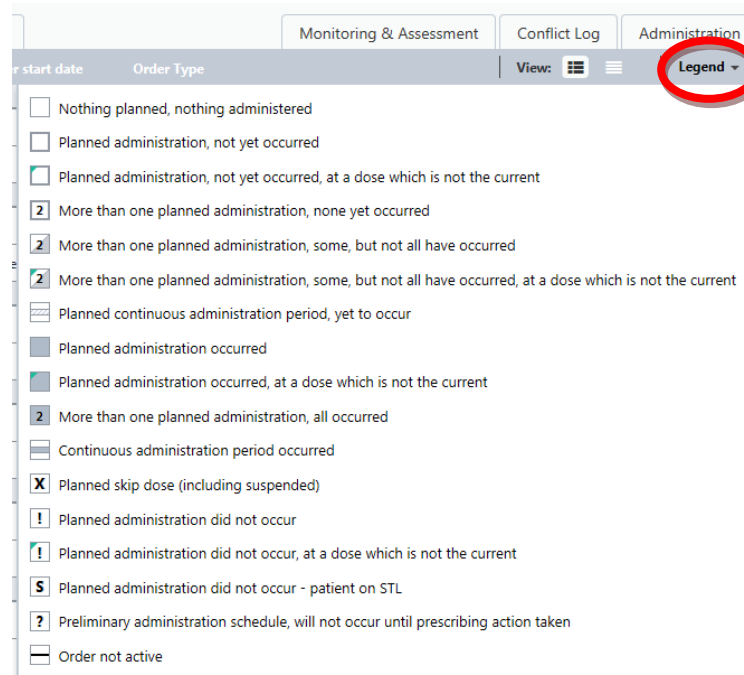 Monitoring & Assessment Conflict Log Administration
start date Order Type View: Legend
Nothing planned, nothing administered
Planned administration, not yet occurred
Planned administration, not yet occurred, at a dose which is not the current
2 More than one planned administration, none yet occurred
2 More than one planned administration, some, but not all have occurred
2 More than one planned administration, some, but not all have occurred, at a dose which is not the current
Planned continuous administration period, yet to occur
Planned administration occurred
Planned administration occurred, at a dose which is not the current
2 More than one planned administration, all occurred
Continuous administration period occurred
X Planned skip dose (including suspended)
! Planned administration did not occur
! Planned administration did not occur, at a dose which is not the current
S Planned administration did not occur - patient on STL
? Preliminary administration schedule, will not occur until prescribing action taken
Order not active